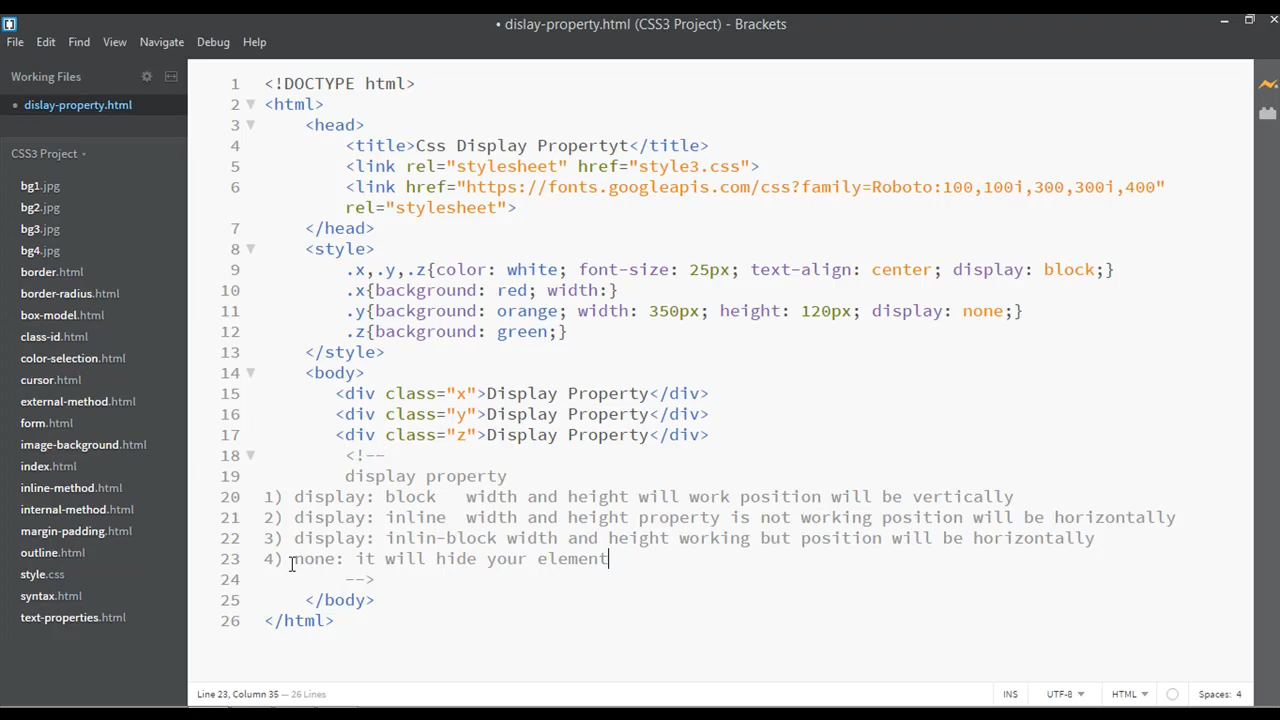 • dislay-property.html (CSS3 Project) - Brackets
File Edit Find View Navigate Debug Help
Working Files
• dislay-property.html
CSS3 Project
bg1.jpg
bg2.jpg
bg3.jpg
bg4.jpg
border.html
border-radius.html
box-model.html
class-id.html
color-selection.html
cursor.html
external-method.html
form.html
image-background.html
index.html
inline-method.html
internal-method.html
margin-padding.html
outline.html
style.css
syntax.html
text-properties.html
1 <!DOCTYPE html>
2 <html>
3 <head>
4 <title>Css Display Propertyt</title>
5 <link rel="stylesheet" href="style3.css">
6 <link href="https://fonts.googleapis.com/css?family=Roboto:100,100i,300,300i,400"
rel="stylesheet">
7 </head>
8 <style>
9 .x,.y,.z{color: white; font-size: 25px; text-align: center; display: block;}
10 .x{background: red; width:}
11 .y{background: orange; width: 350px; height: 120px; display: none;}
12 .z{background: green;}
13 </style>
14 <body>
15 <div class="x">Display Property</div>
16 <div class="y">Display Property</div>
17 <div class="z">Display Property</div>
18 <!--
19 display property
20 1) display: block width and height will work position will be vertically
21 2) display: inline width and height property is not working position will be horizontally
22 3) display: inlin-block width and height working but position will be horizontally
23 4) none: it will hide your element
24 -->
25 </body>
26 </html>
Line 23, Column 35 — 26 Lines
INS UTF-8 HTML Spaces: 4